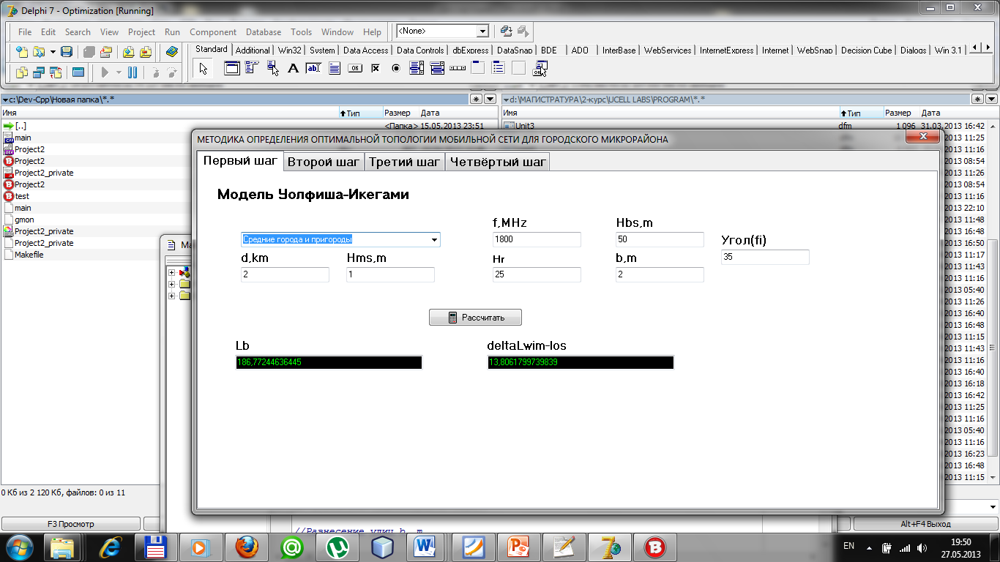 Delphi 7 - Optimization [Running]
File Edit Search View Project Run Component Database Tools Window Help <None>
Standard Additional Win32 System Data Access Data Controls dbExpress DataSnap BDE ADO InterBase WebServices InternetExpress Internet WebSnap Decision Cube Dialogs Win 3.1
c:\Dev-Cpp\Новая папка\*.* d:\МАГИСТРАТУРА\2-курс\UCELL LABS\PROGRAM\*.*
Имя Тип Размер Дата Имя Тип Размер Дата
[..] <Папка> 15.05.2013 23:51 Unit3 dfm 1 096 31.03.2013 16:42
main
Project2
Project2
Project2_private
Project2
test
main
gmon
Project2_private
Project2_private
Makefile
2013 11:25
2013 11:16
2013 08:54
2013 11:26
2013 08:54
2013 11:16
2013 22:10
2013 11:48
2013 16:48
2013 16:50
2013 11:17
2013 11:43
2013 11:16
2013 05:40
2013 11:26
2013 16:40
2013 16:48
2013 11:15
2013 11:43
2013 11:16
2013 16:40
2013 16:18
2013 16:42
2013 11:25
2013 11:16
2013 05:40
2013 11:16
2013 16:23
2013 16:48
2013 11:15
МЕТОДИКА ОПРЕДЕЛЕНИЯ ОПТИМАЛЬНОЙ ТОПОЛОГИИ МОБИЛЬНОЙ СЕТИ ДЛЯ ГОРОДСКОГО МИКРОРАЙОНА
Первый шаг Второй шаг Третий шаг Четвёртый шаг
Модель Уолфиша-Икегами
f,MHz Hbs,m
Средние города и пригороды 1800 50 Угол(fi)
d,km Hms,m Hr b,m 35
2 1 25 2
Рассчитать
Lb deltaLwim-los
186,77244636445 13,8061799739839
0 Кб из 2 120 Кб, файлов: 0 из 11
F3 Просмотр Alt+F4 Выход
//Разнесение улиц b, m
EN 19:50
27.05.2013